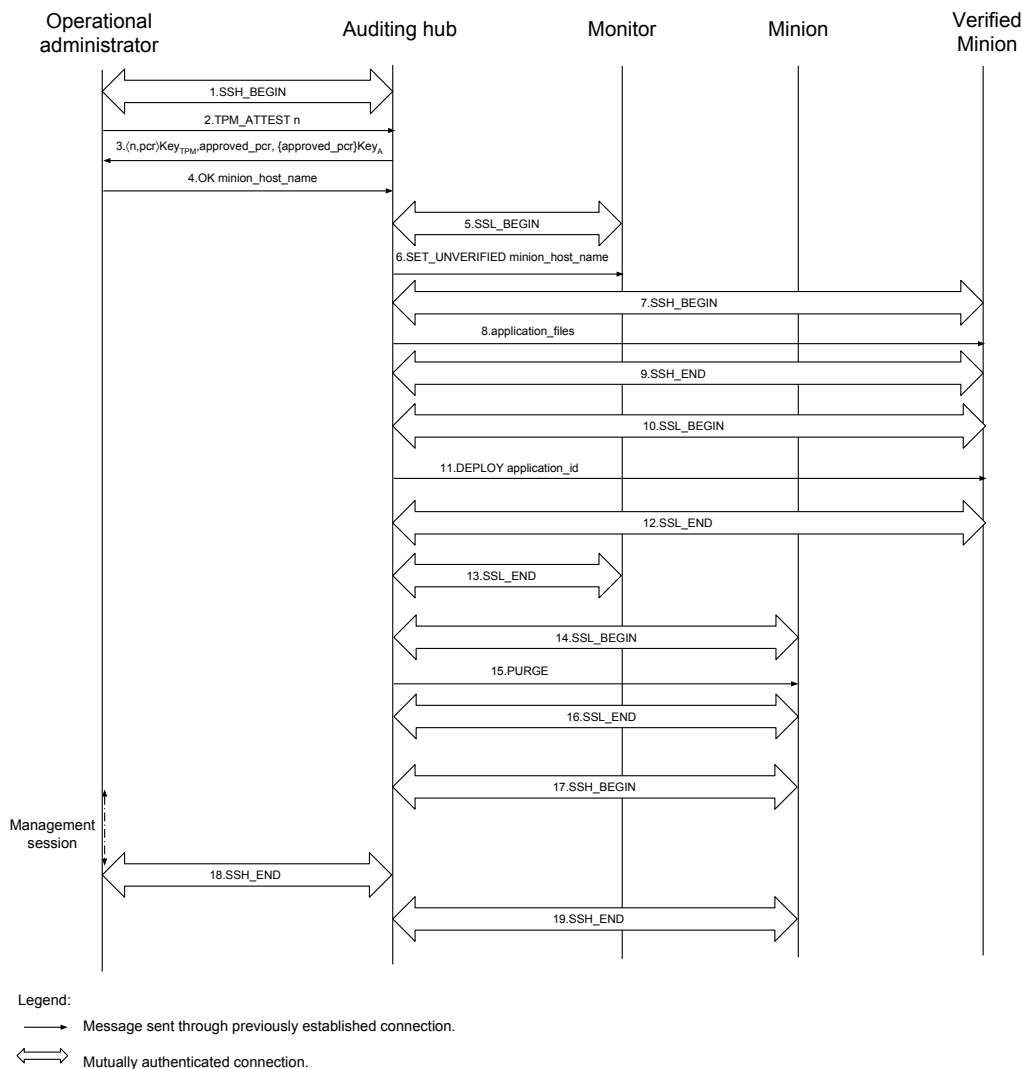 Operational
administrator
Auditing hub
Monitor
Minion
Verified
Minion
1.SSH_BEGIN
2.TPM_ATTEST n
3.⟨n,pcr⟩Key_TPM,approved_pcr, {approved_pcr}Key_A
4.OK minion_host_name
5.SSL_BEGIN
6.SET_UNVERIFIED minion_host_name
7.SSH_BEGIN
8.application_files
9.SSH_END
10.SSL_BEGIN
11.DEPLOY application_id
12.SSL_END
13.SSL_END
14.SSL_BEGIN
15.PURGE
16.SSL_END
17.SSH_BEGIN
Management
session
18.SSH_END
19.SSH_END
Legend:
Message sent through previously established connection.
Mutually authenticated connection.